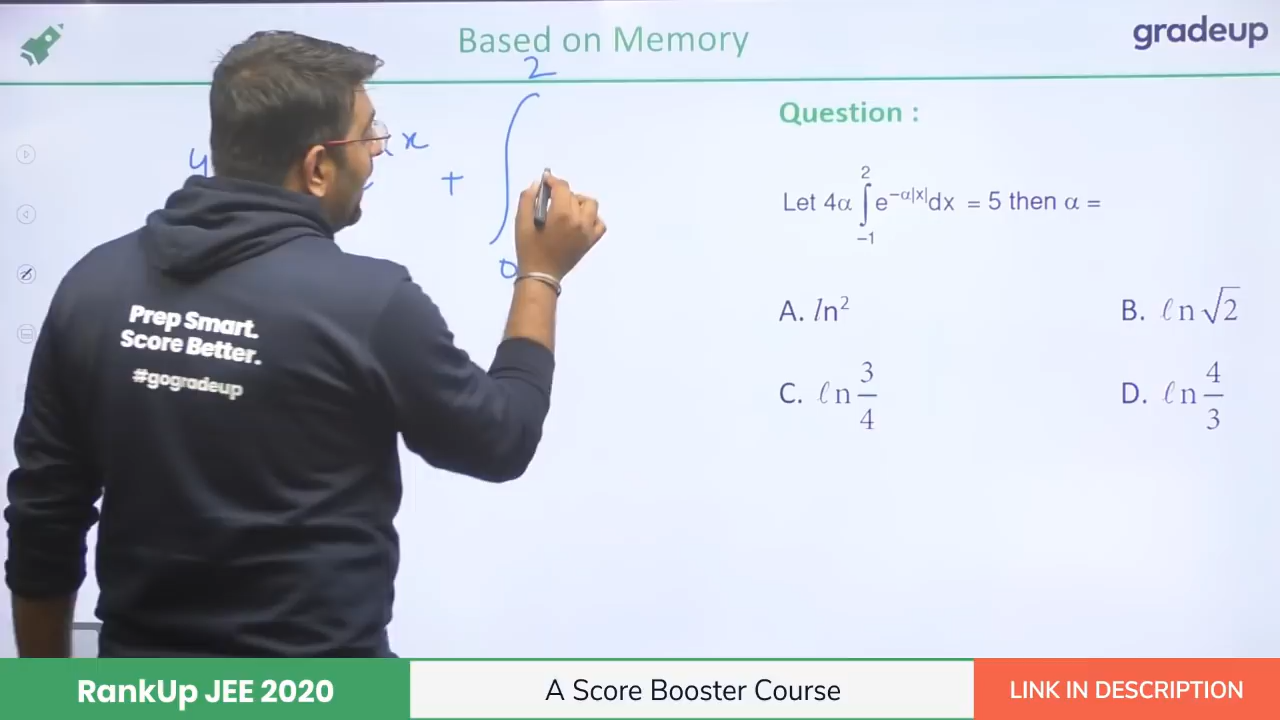 Based on Memory
gradeup
2
4
x
+
∫
0
Question :
Let 4α ∫_{-1}^{2} e^{-α|x|}dx = 5 then α =
A. ln²
B. ℓn√2
C. ℓn 3/4
D. ℓn 4/3
Prep Smart.
Score Better.
#gogradeup
RankUp JEE 2020
A Score Booster Course
LINK IN DESCRIPTION